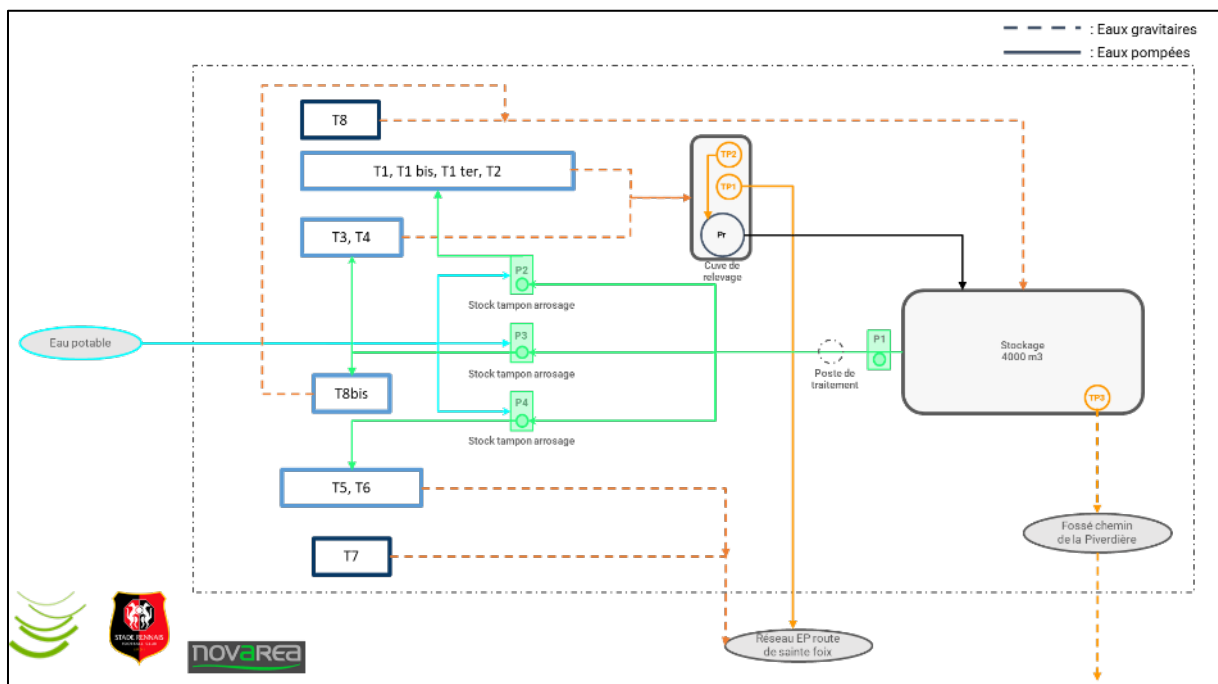 : Eaux gravitaires
: Eaux pompées
T8
T1, T1 bis, T1 ter, T2
T3, T4
TP2
TP1
Pr
Cuve de
relevage
P2
Stock tampon arrosage
Eau potable
P3
Stock tampon arrosage
P1
Poste de
traitement
Stockage
4000 m3
TP3
T8bis
P4
Stock tampon arrosage
T5, T6
T7
Fossé chemin
de la Piverdière
Réseau EP route
de sainte foix
STADE RENNAIS
novarea